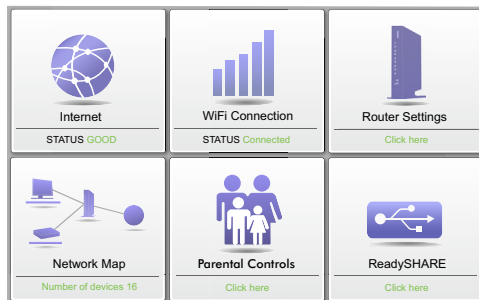 Internet
STATUS GOOD
WiFi Connection
STATUS Connected
Router Settings
Click here
Network Map
Number of devices 16
Parental Controls
Click here
ReadySHARE
Click here